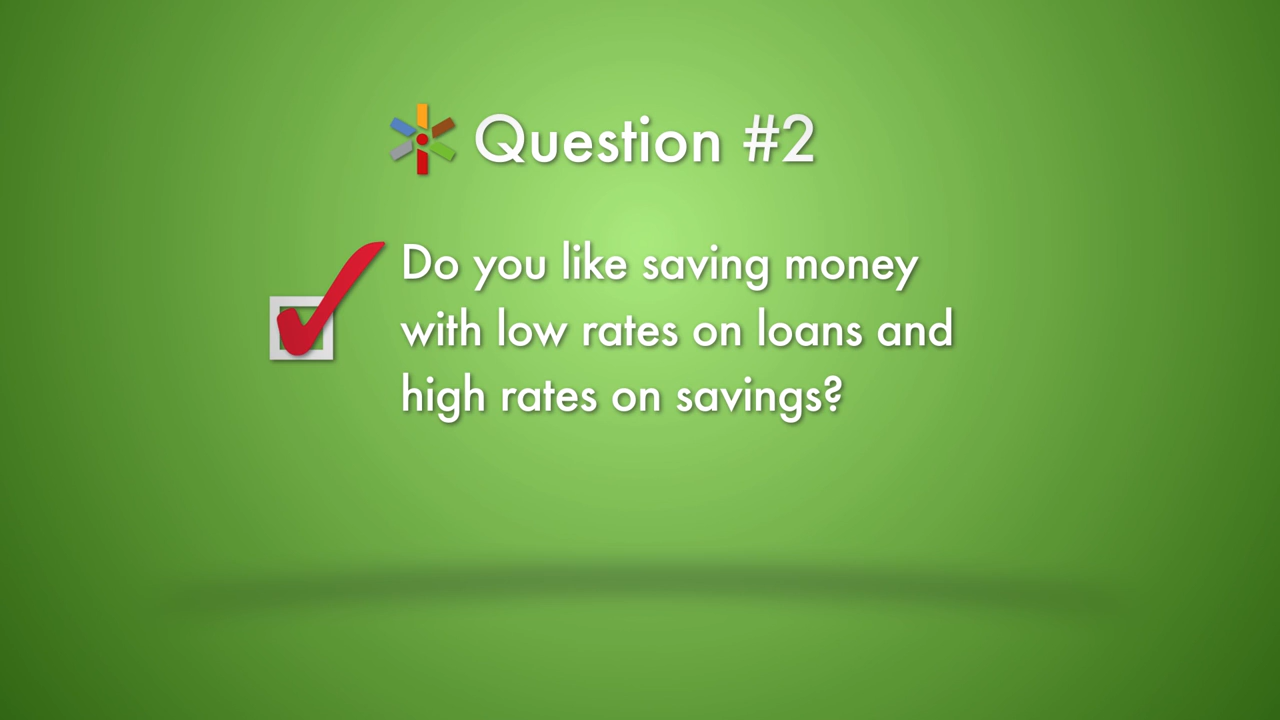 Question #2
Do you like saving money
with low rates on loans and
high rates on savings?